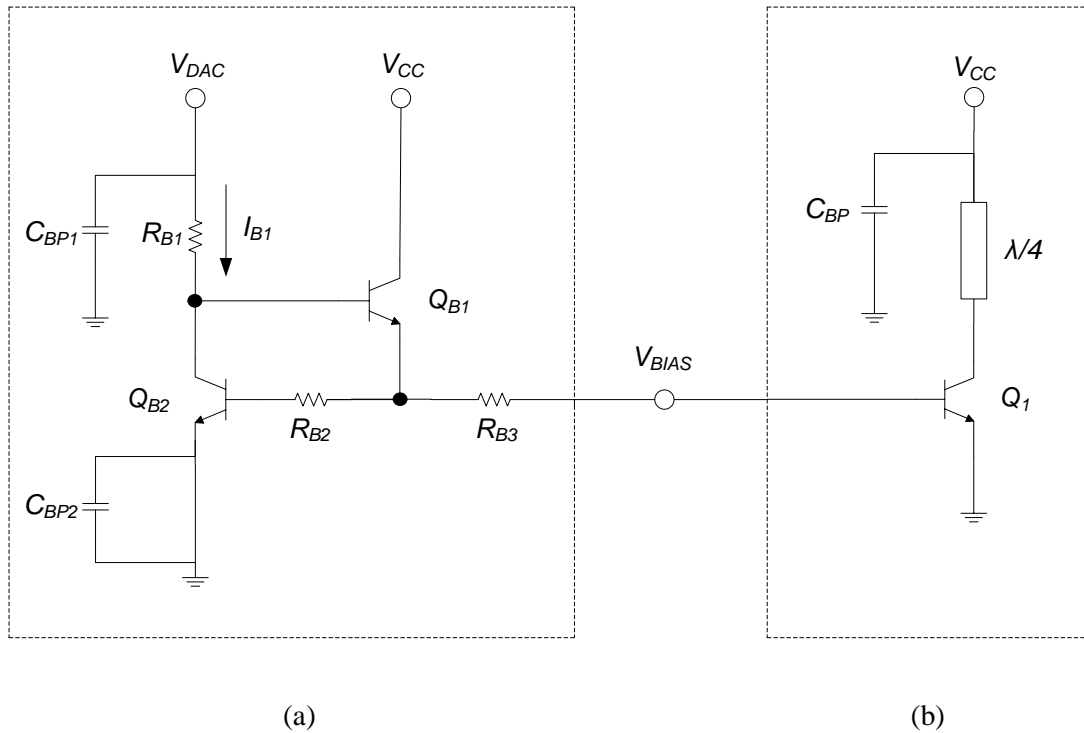 V_DAC
V_CC
C_BP1
R_B1
I_B1
Q_B1
Q_B2
R_B2
R_B3
C_BP2
V_BIAS
V_CC
C_BP
λ/4
Q_1
(a)
(b)